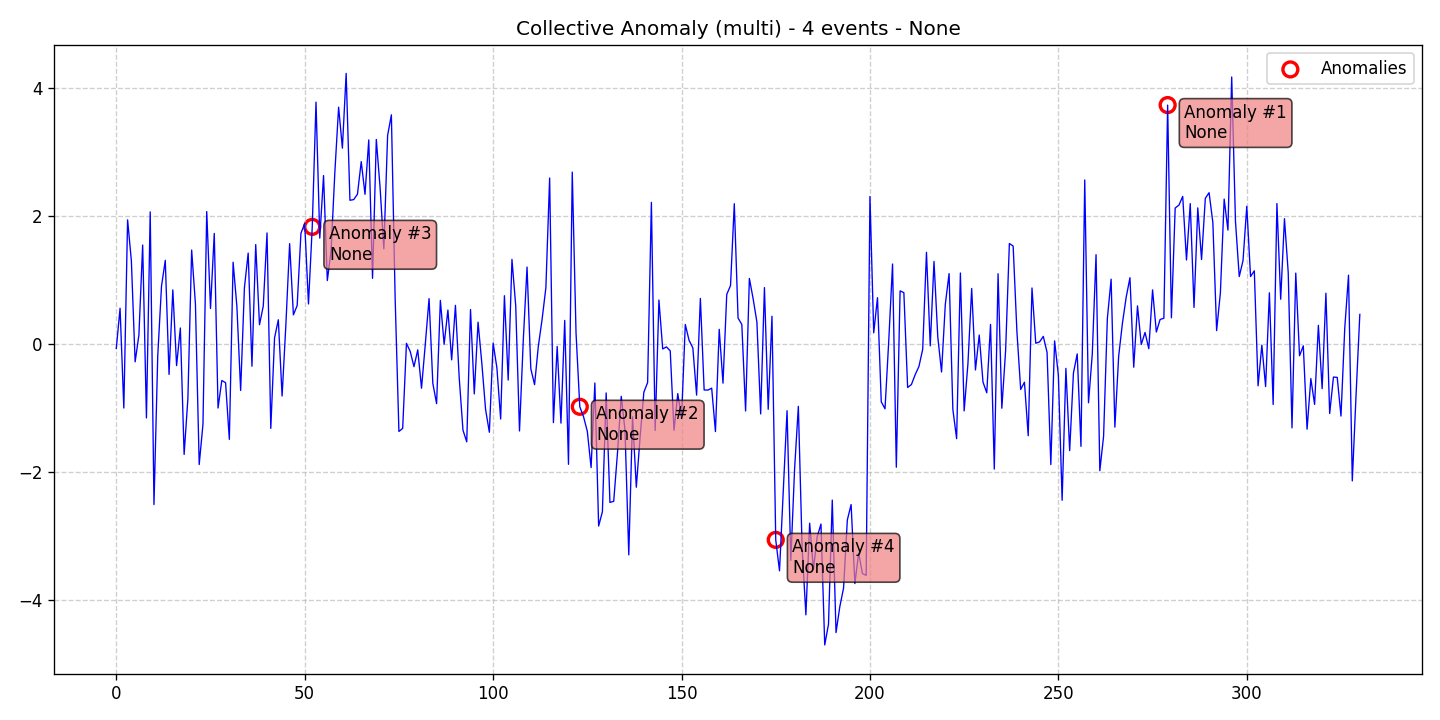 Collective Anomaly (multi) - 4 events - None
Anomalies
Anomaly #1
None
Anomaly #3
None
Anomaly #2
None
Anomaly #4
None
4
2
0
−2
−4
0
50
100
150
200
250
300